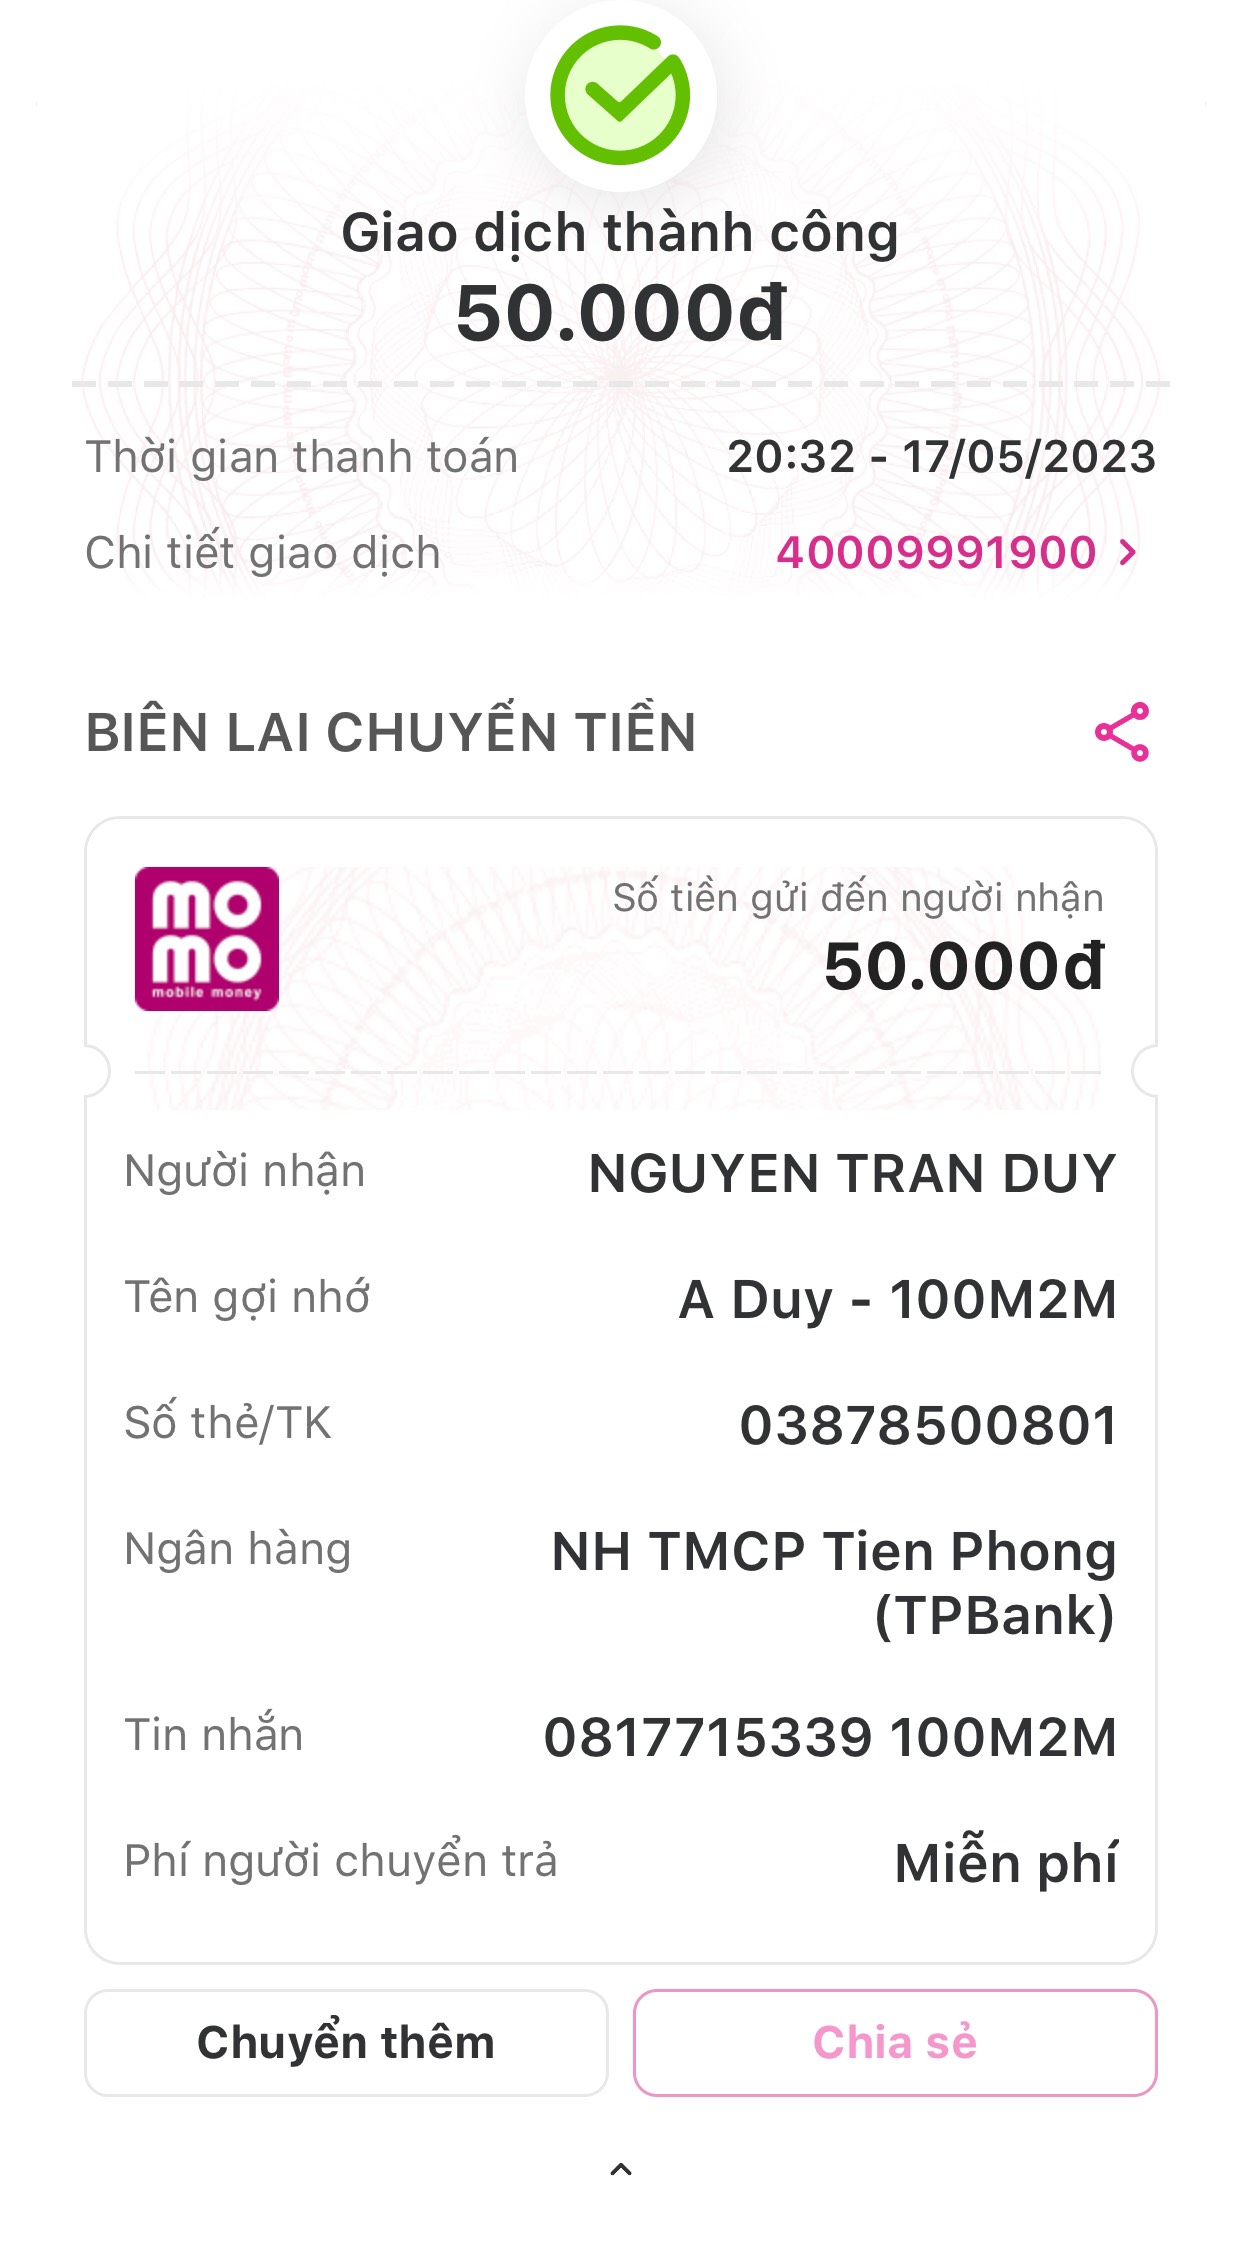 Giao dịch thành công
50.000đ
Thời gian thanh toán 20:32 - 17/05/2023
Chi tiết giao dịch 40009991900
BIÊN LAI CHUYỂN TIỀN
mo
mo
mobile money
Số tiền gửi đến người nhận
50.000đ
Người nhận NGUYEN TRAN DUY
Tên gợi nhớ A Duy - 100M2M
Số thẻ/TK 03878500801
Ngân hàng NH TMCP Tien Phong
(TPBank)
Tin nhắn 0817715339 100M2M
Phí người chuyển trả Miễn phí
Chuyển thêm Chia sẻ